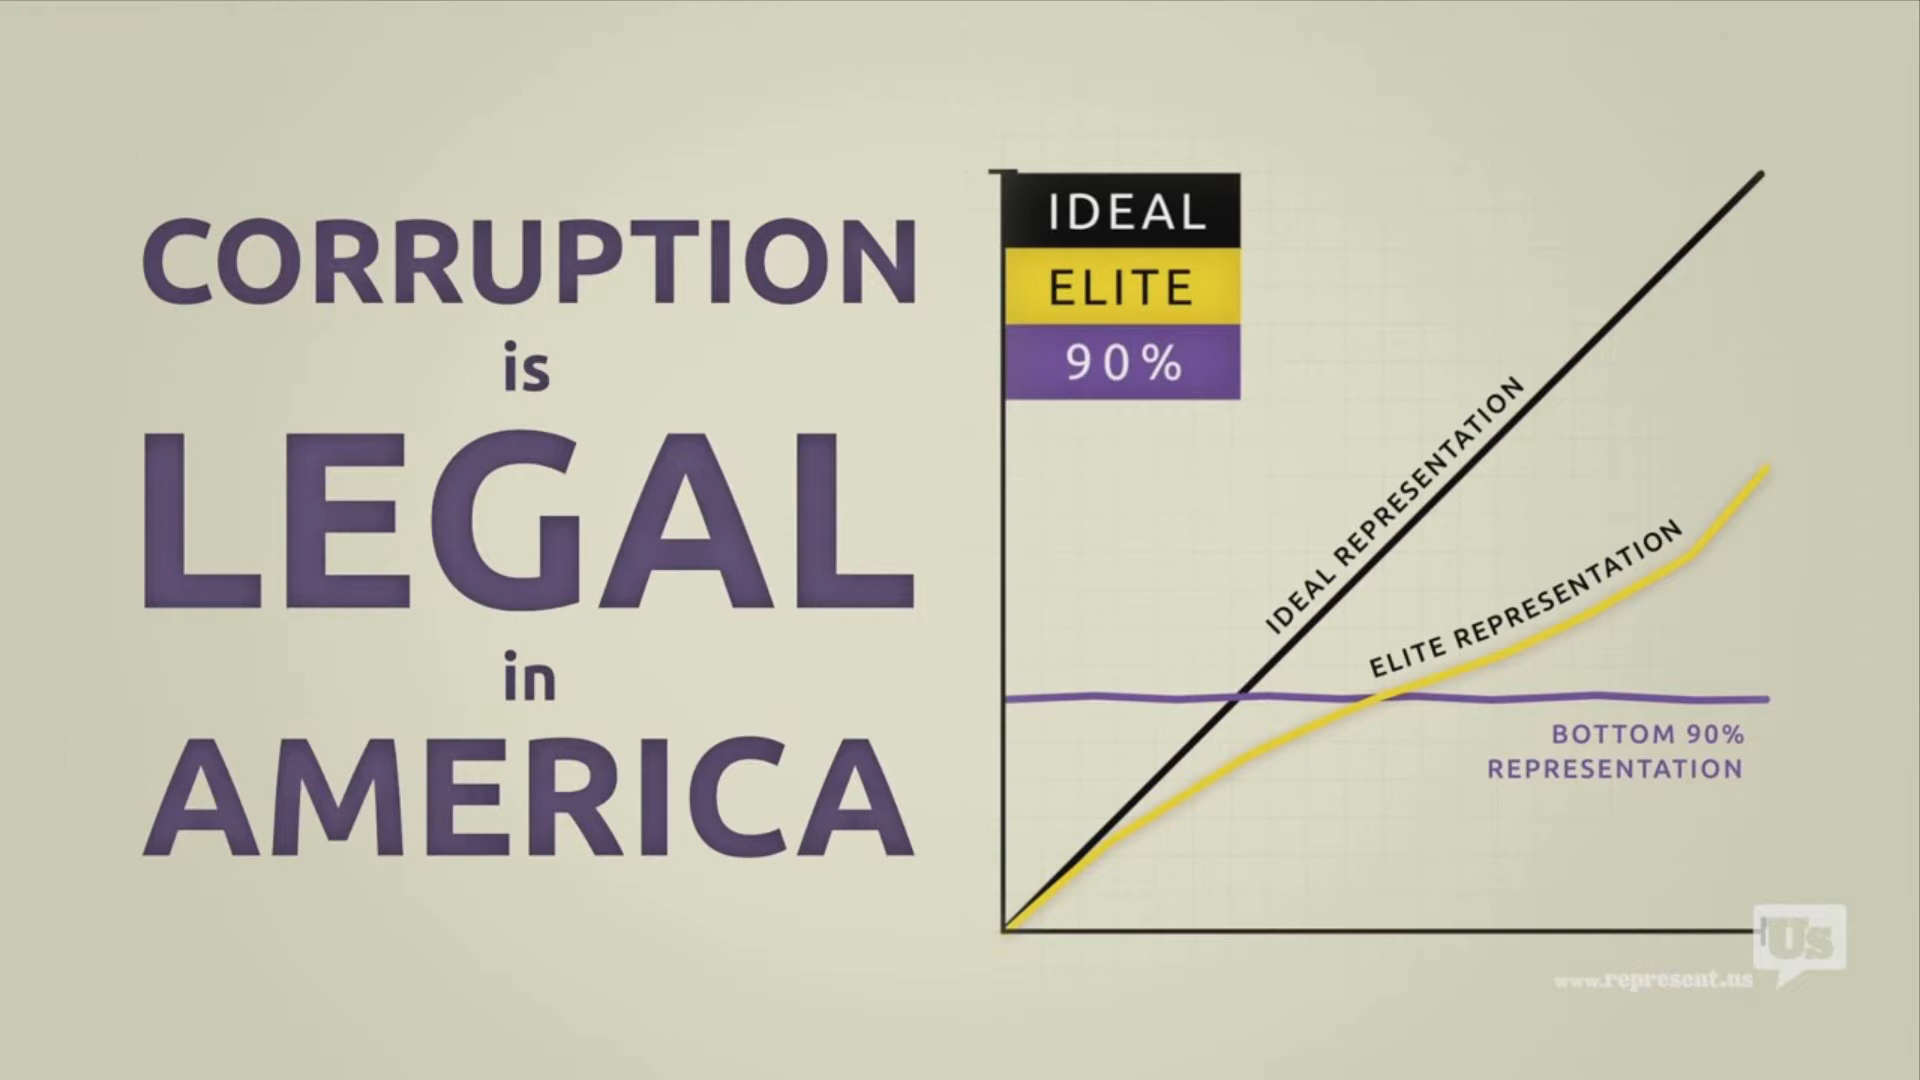 CORRUPTION
is
LEGAL
in
AMERICA
IDEAL
ELITE
90%
IDEAL REPRESENTATION
ELITE REPRESENTATION
BOTTOM 90%
REPRESENTATION
Us
www.represent.us